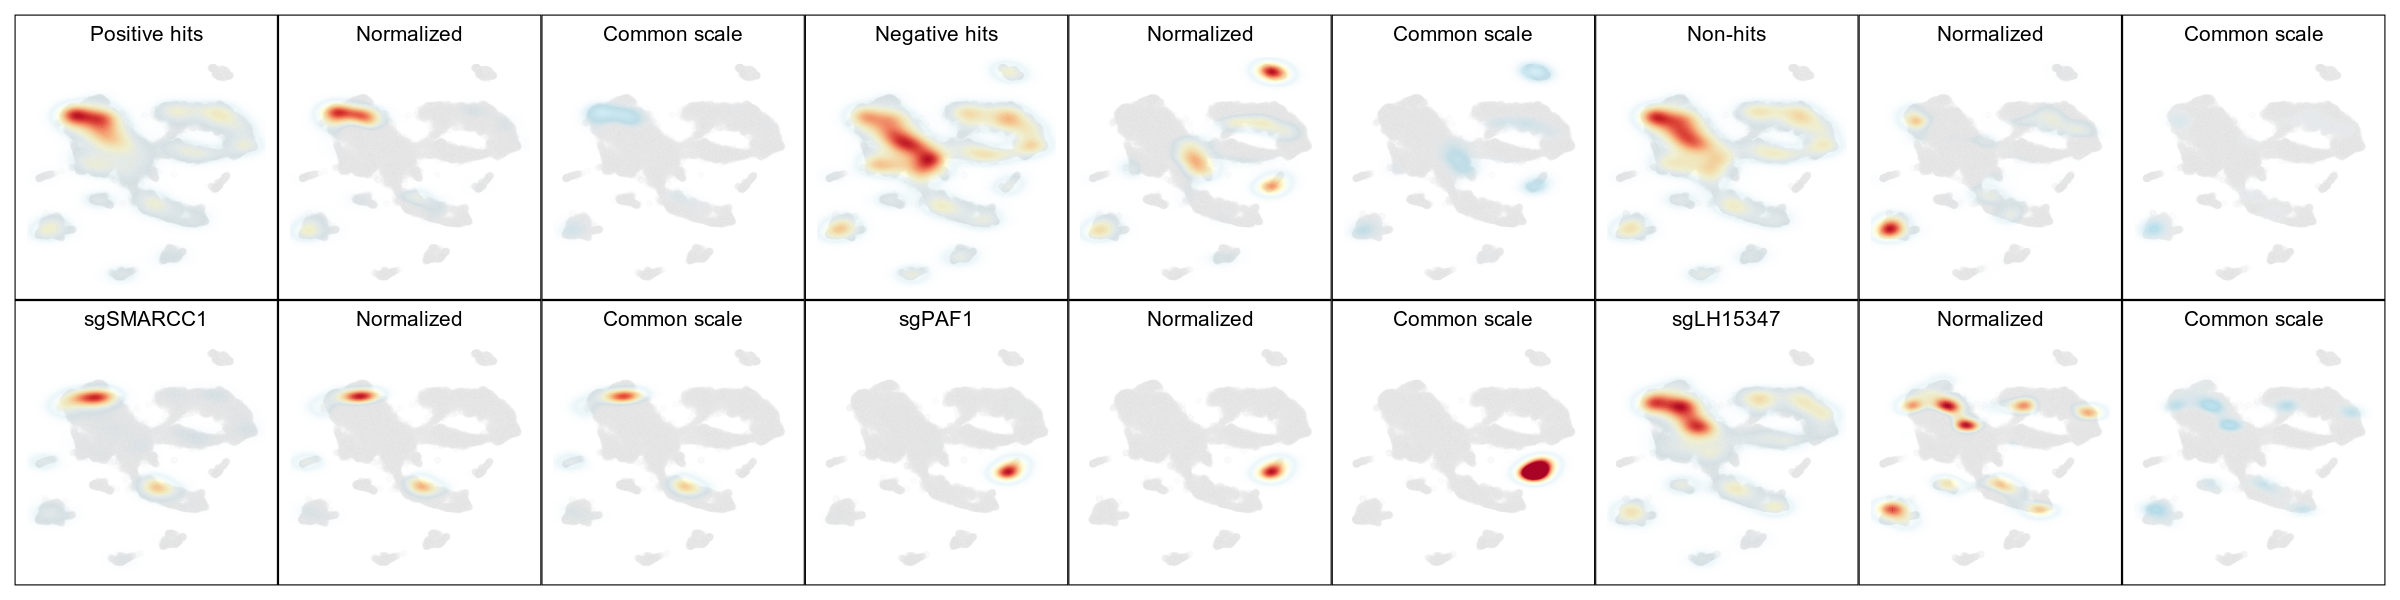 Positive hits
Normalized
Common scale
Negative hits
Normalized
Common scale
Non-hits
Normalized
Common scale
sgSMARCC1
Normalized
Common scale
sgPAF1
Normalized
Common scale
sgLH15347
Normalized
Common scale